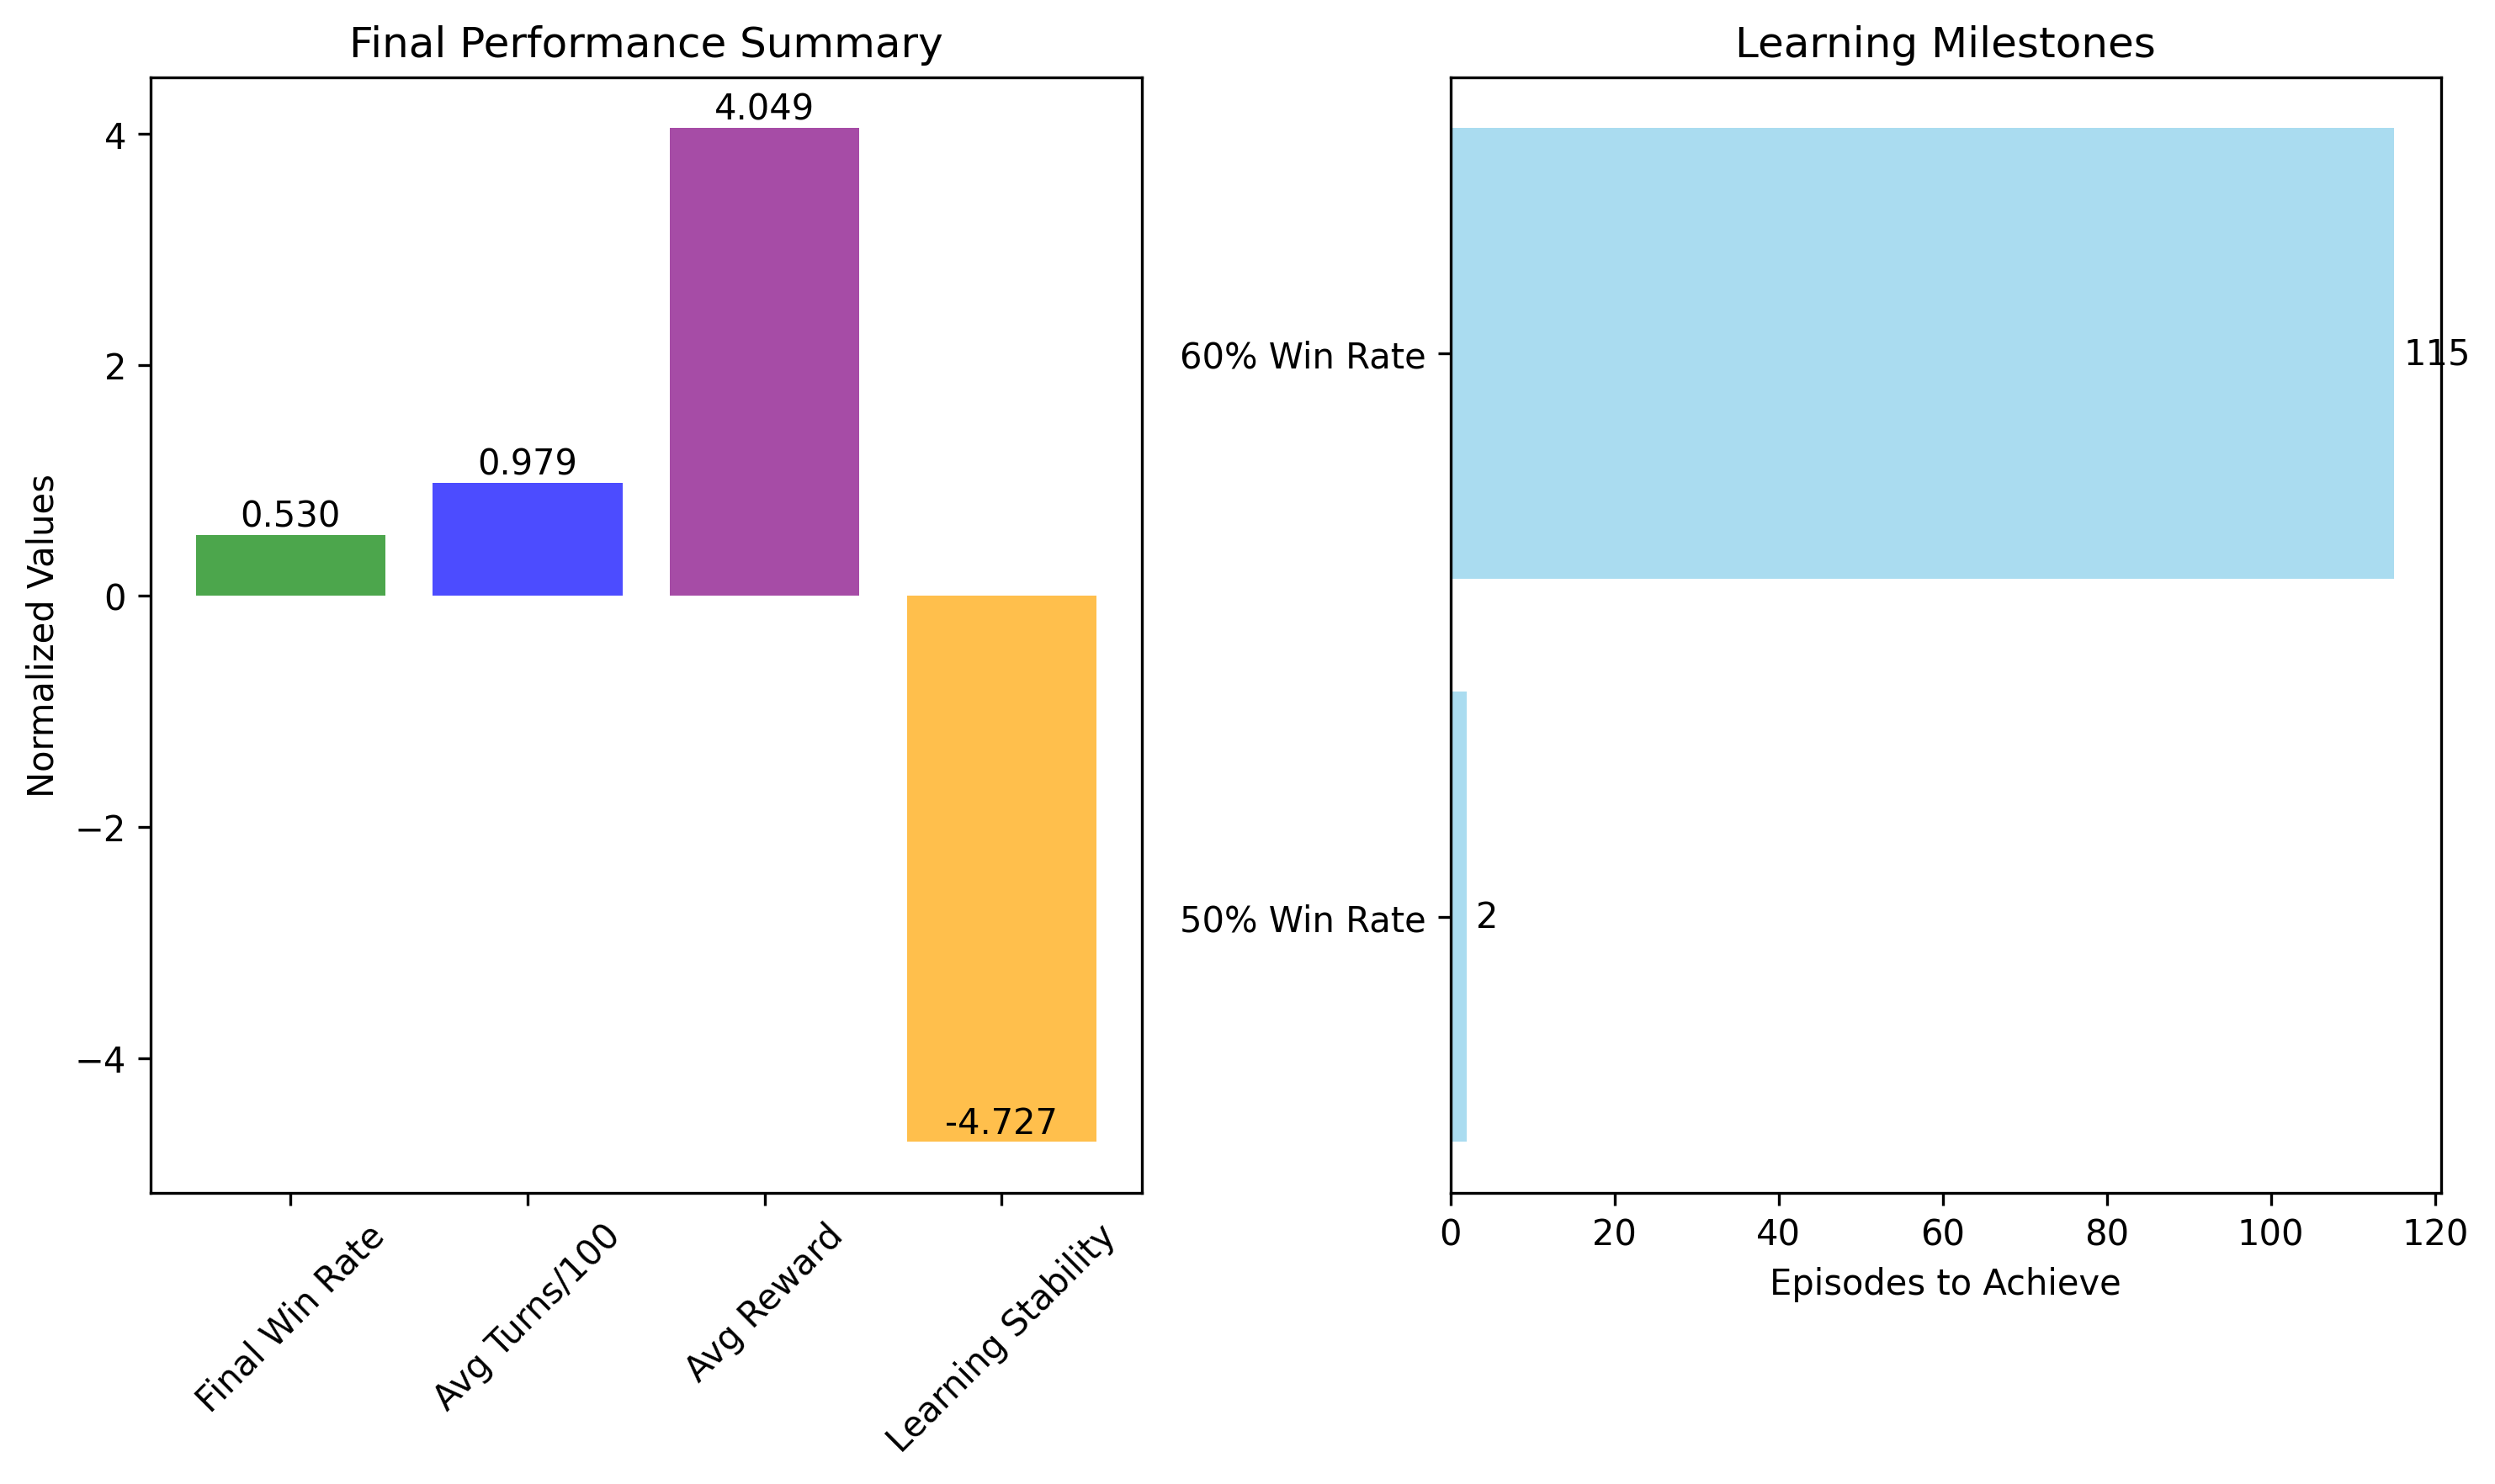 Final Performance Summary
Normalized Values
4
2
0
−2
−4
0.530
0.979
4.049
-4.727
Final Win Rate
Avg Turns/100
Avg Reward
Learning Stability
Learning Milestones
60% Win Rate
50% Win Rate
115
2
0
20
40
60
80
100
120
Episodes to Achieve